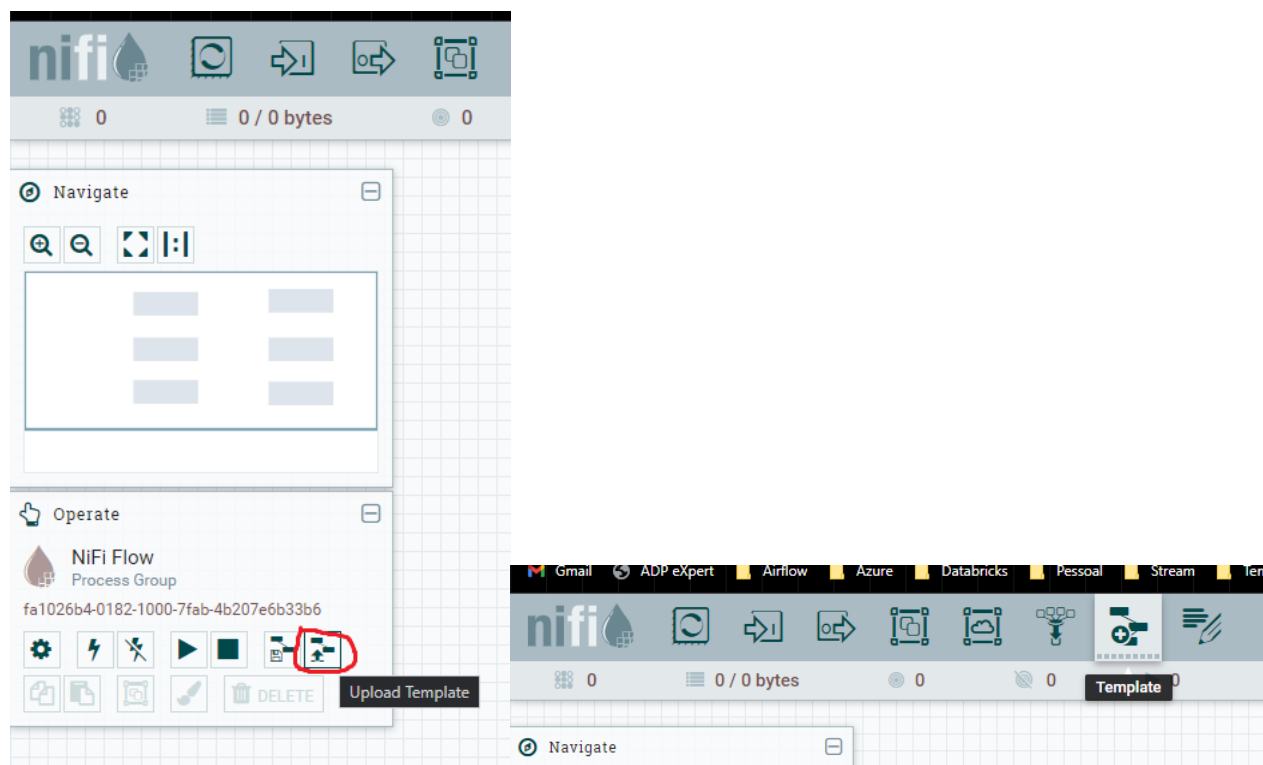 nifi
0
0 / 0 bytes
0
Navigate
Operate
NiFi Flow
Process Group
fa1026b4-0182-1000-7fab-4b207e6b33b6
DELETE
Upload Template
Gmail
ADP eXpert
Airflow
Azure
Databricks
Pessoal
Stream
nifi
0
0 / 0 bytes
0
0
Template
0
Navigate